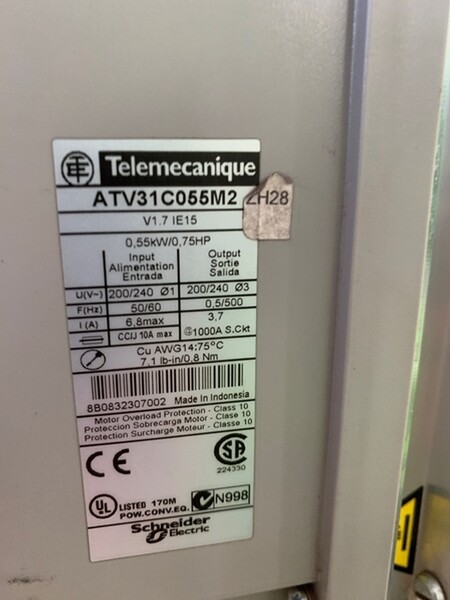 Telemecanique
ATV31C055M2
ZH28
V1.7 IE15
0,55kW/0,75HP
Input Output
Alimentation Sortie
Entrada Salida
U(V~) 200/240 Ø1 200/240 Ø3
F(Hz) 50/60 0,5/500
I (A) 6,8max 3,7
CC/J 10A max @1000A S.Ckt
Cu AWG14:75°C
7,1 lb-in/0.8 Nm
8B0832307002 Made In Indonesia
Motor Overload Protection - Class 10
Proteccion Sobrecarga Motor - Clase 10
Protection Surcharge Moteur - Classe 10
CE
224330
UL LISTED 170M
POW.CONV.EQ.
N998
Schneider
Electric